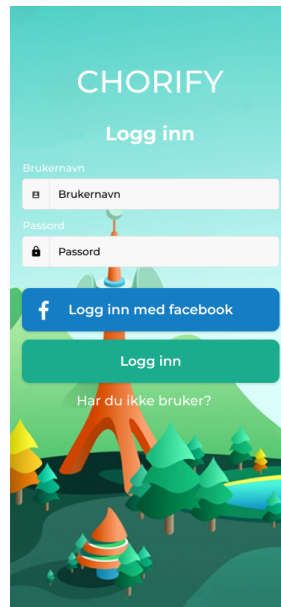 CHORIFY
Logg inn
Brukernavn
Brukernavn
Passord
Passord
Logg inn med facebook
Logg inn
Har du ikke bruker?